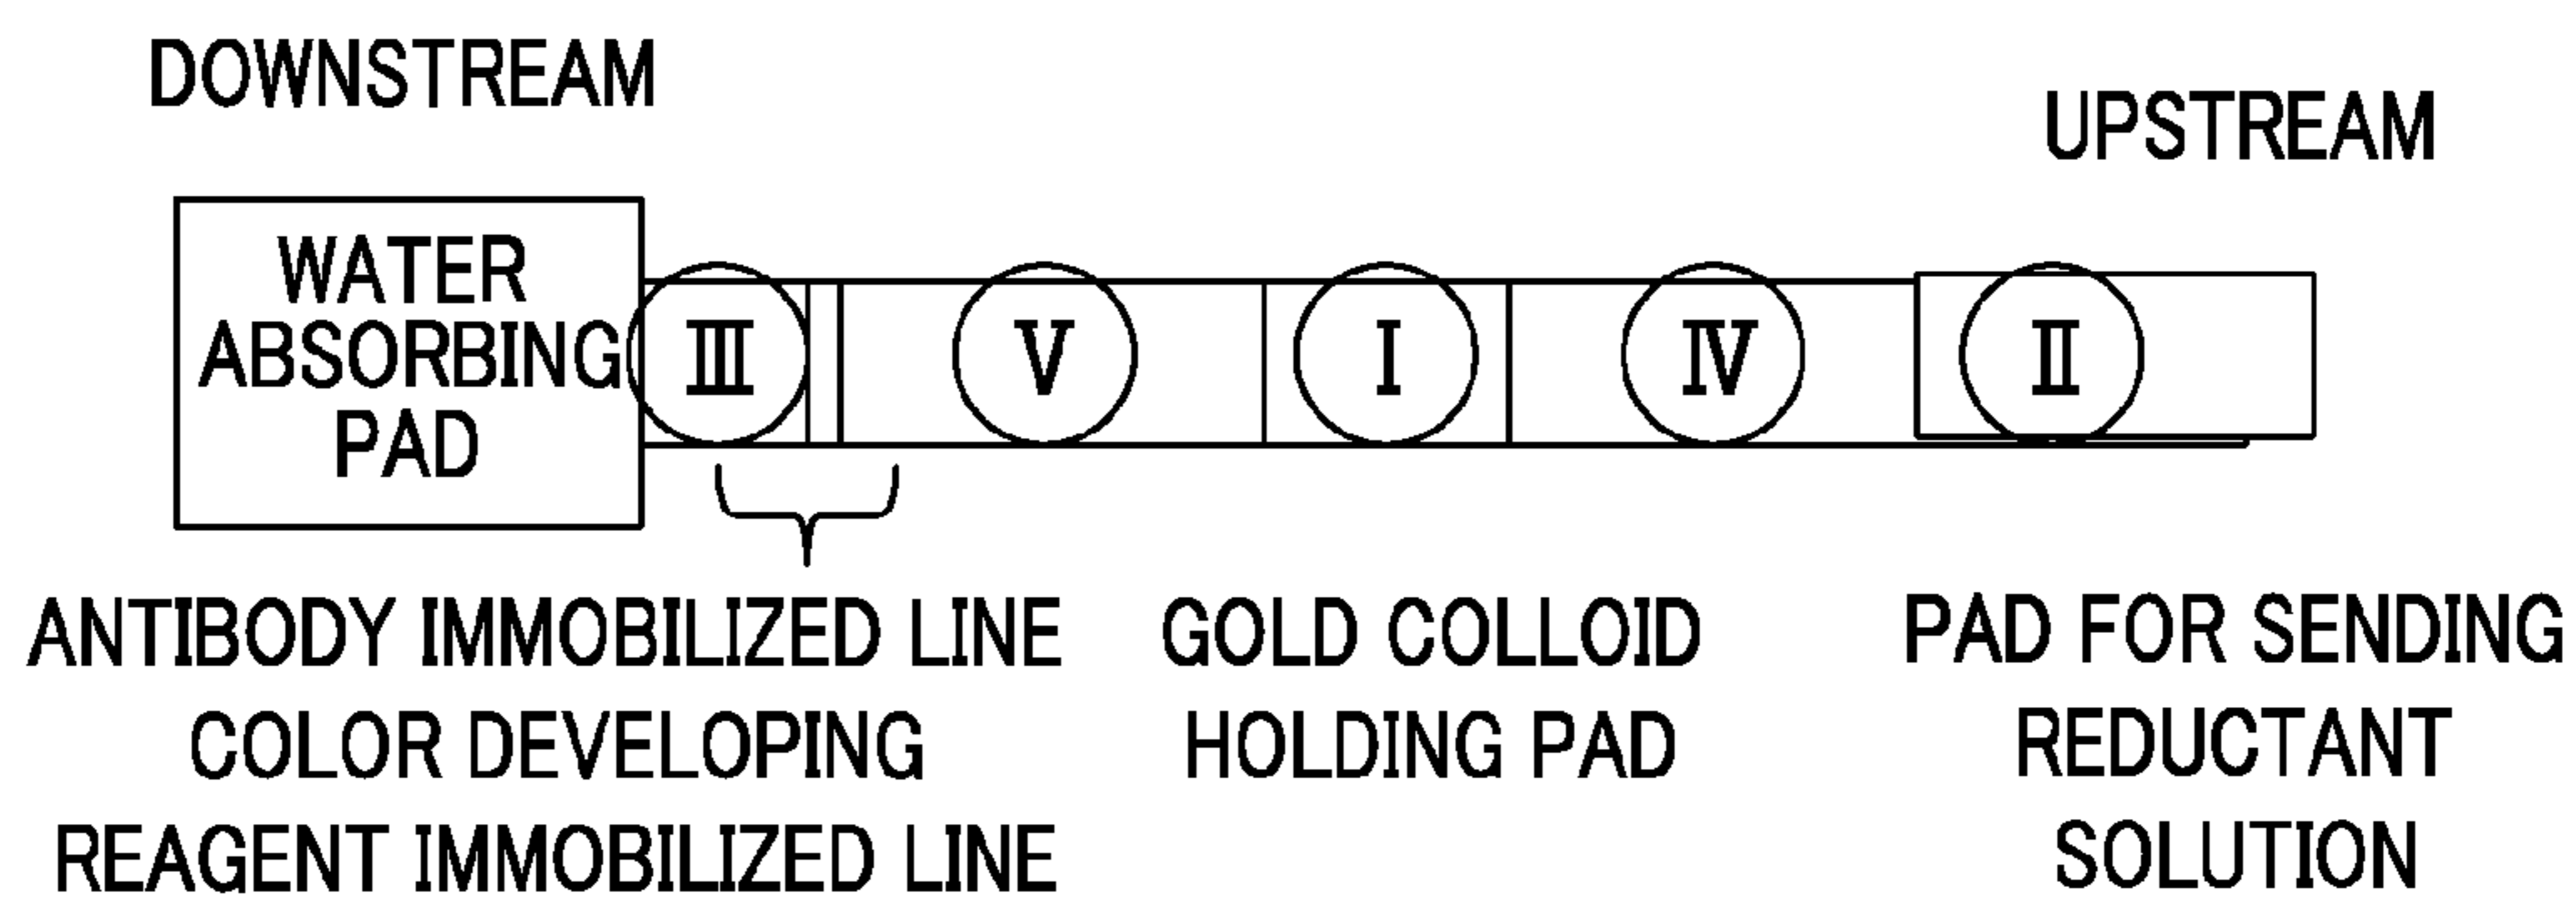 DOWNSTREAM
UPSTREAM
WATER
ABSORBING
PAD
III
V
I
IV
II
ANTIBODY IMMOBILIZED LINE
COLOR DEVELOPING
REAGENT IMMOBILIZED LINE
GOLD COLLOID
HOLDING PAD
PAD FOR SENDING
REDUCTANT
SOLUTION